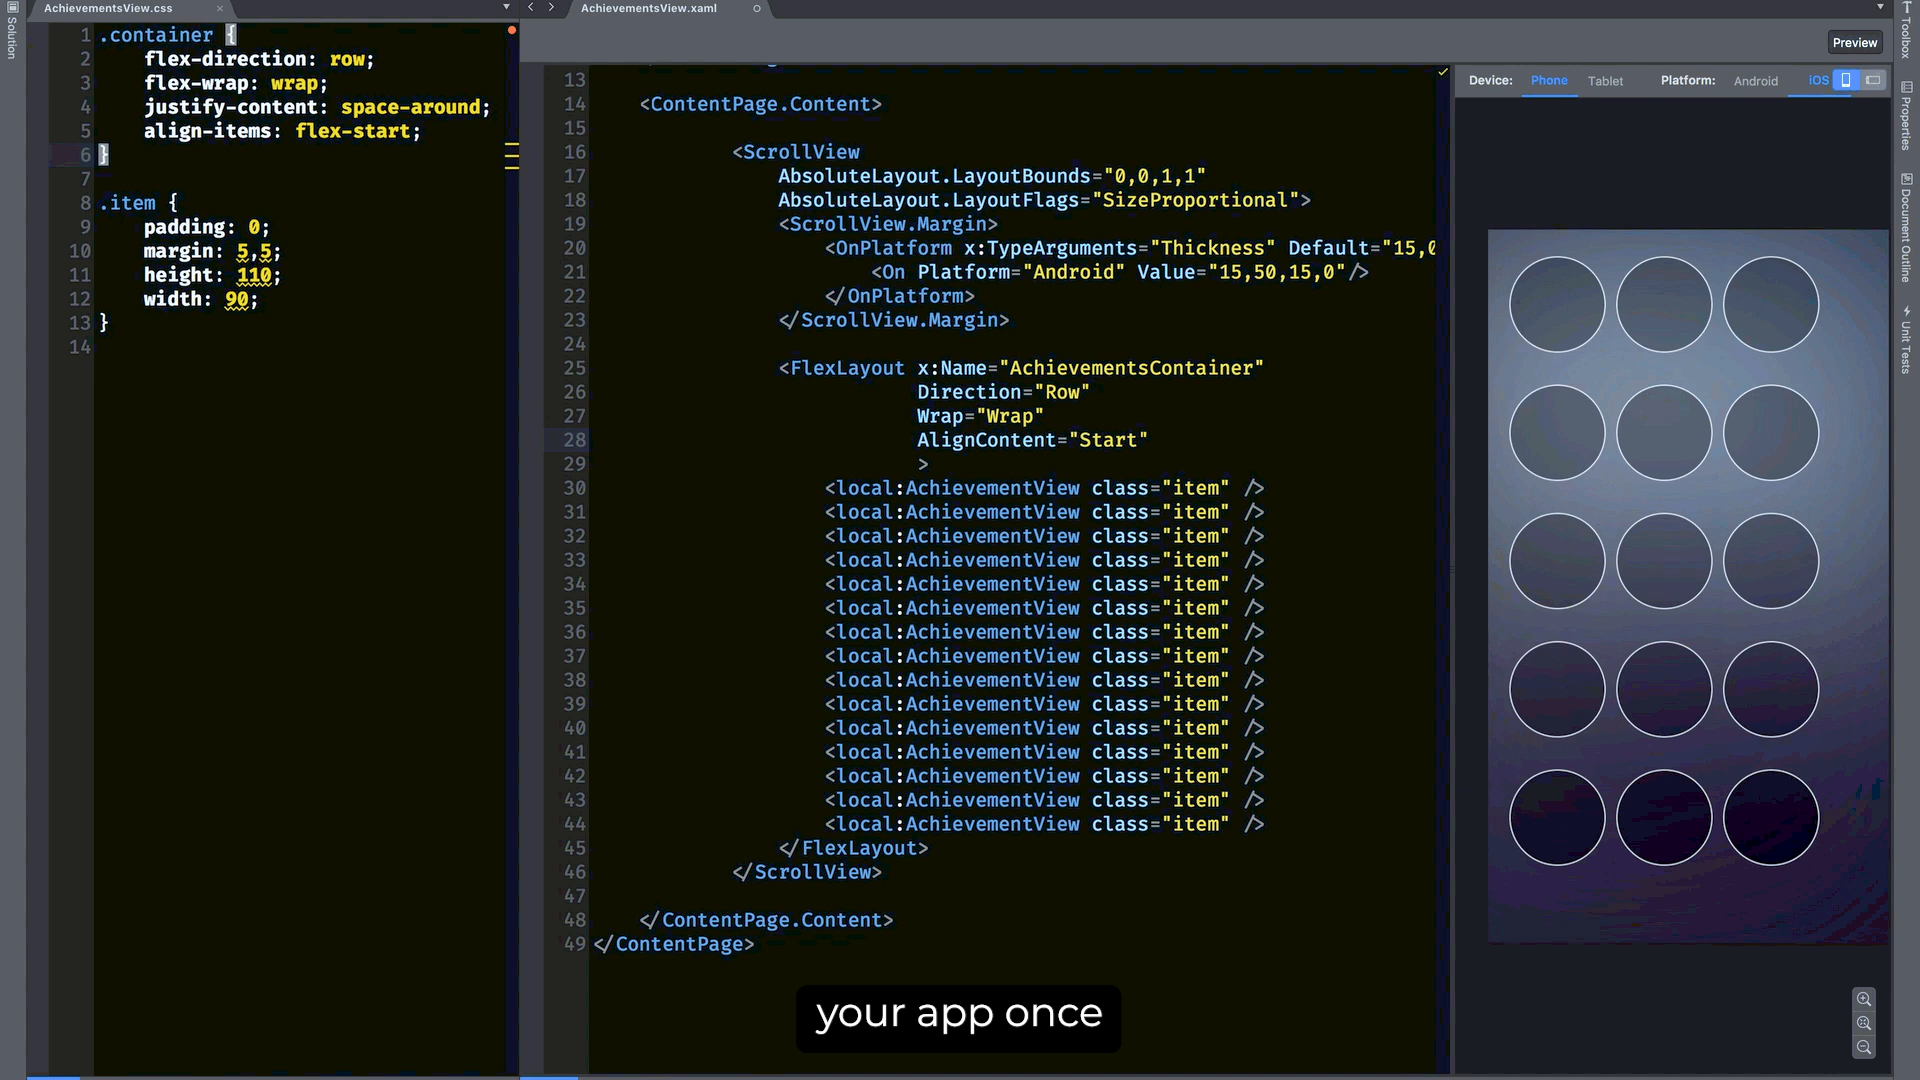 AchievementsView.css
AchievementsView.xaml
Solution
Toolbox
Properties
Document Outline
Unit Tests
Preview
Device: Phone Tablet Platform: Android iOS
1 .container {
2 flex-direction: row;
3 flex-wrap: wrap;
4 justify-content: space-around;
5 align-items: flex-start;
6 }
7
8 .item {
9 padding: 0;
10 margin: 5,5;
11 height: 110;
12 width: 90;
13 }
14
13
14 <ContentPage.Content>
15
16 <ScrollView
17 AbsoluteLayout.LayoutBounds="0,0,1,1"
18 AbsoluteLayout.LayoutFlags="SizeProportional">
19 <ScrollView.Margin>
20 <OnPlatform x:TypeArguments="Thickness" Default="15,0
21 <On Platform="Android" Value="15,50,15,0"/>
22 </OnPlatform>
23 </ScrollView.Margin>
24
25 <FlexLayout x:Name="AchievementsContainer"
26 Direction="Row"
27 Wrap="Wrap"
28 AlignContent="Start"
29 >
30 <local:AchievementView class="item" />
31 <local:AchievementView class="item" />
32 <local:AchievementView class="item" />
33 <local:AchievementView class="item" />
34 <local:AchievementView class="item" />
35 <local:AchievementView class="item" />
36 <local:AchievementView class="item" />
37 <local:AchievementView class="item" />
38 <local:AchievementView class="item" />
39 <local:AchievementView class="item" />
40 <local:AchievementView class="item" />
41 <local:AchievementView class="item" />
42 <local:AchievementView class="item" />
43 <local:AchievementView class="item" />
44 <local:AchievementView class="item" />
45 </FlexLayout>
46 </ScrollView>
47
48 </ContentPage.Content>
49 </ContentPage>
your app once